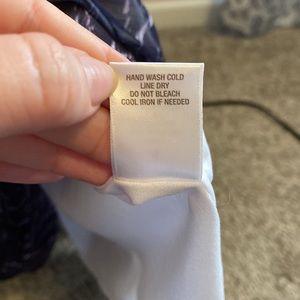 HAND WASH COLD
LINE DRY
DO NOT BLEACH
COOL IRON IF NEEDED